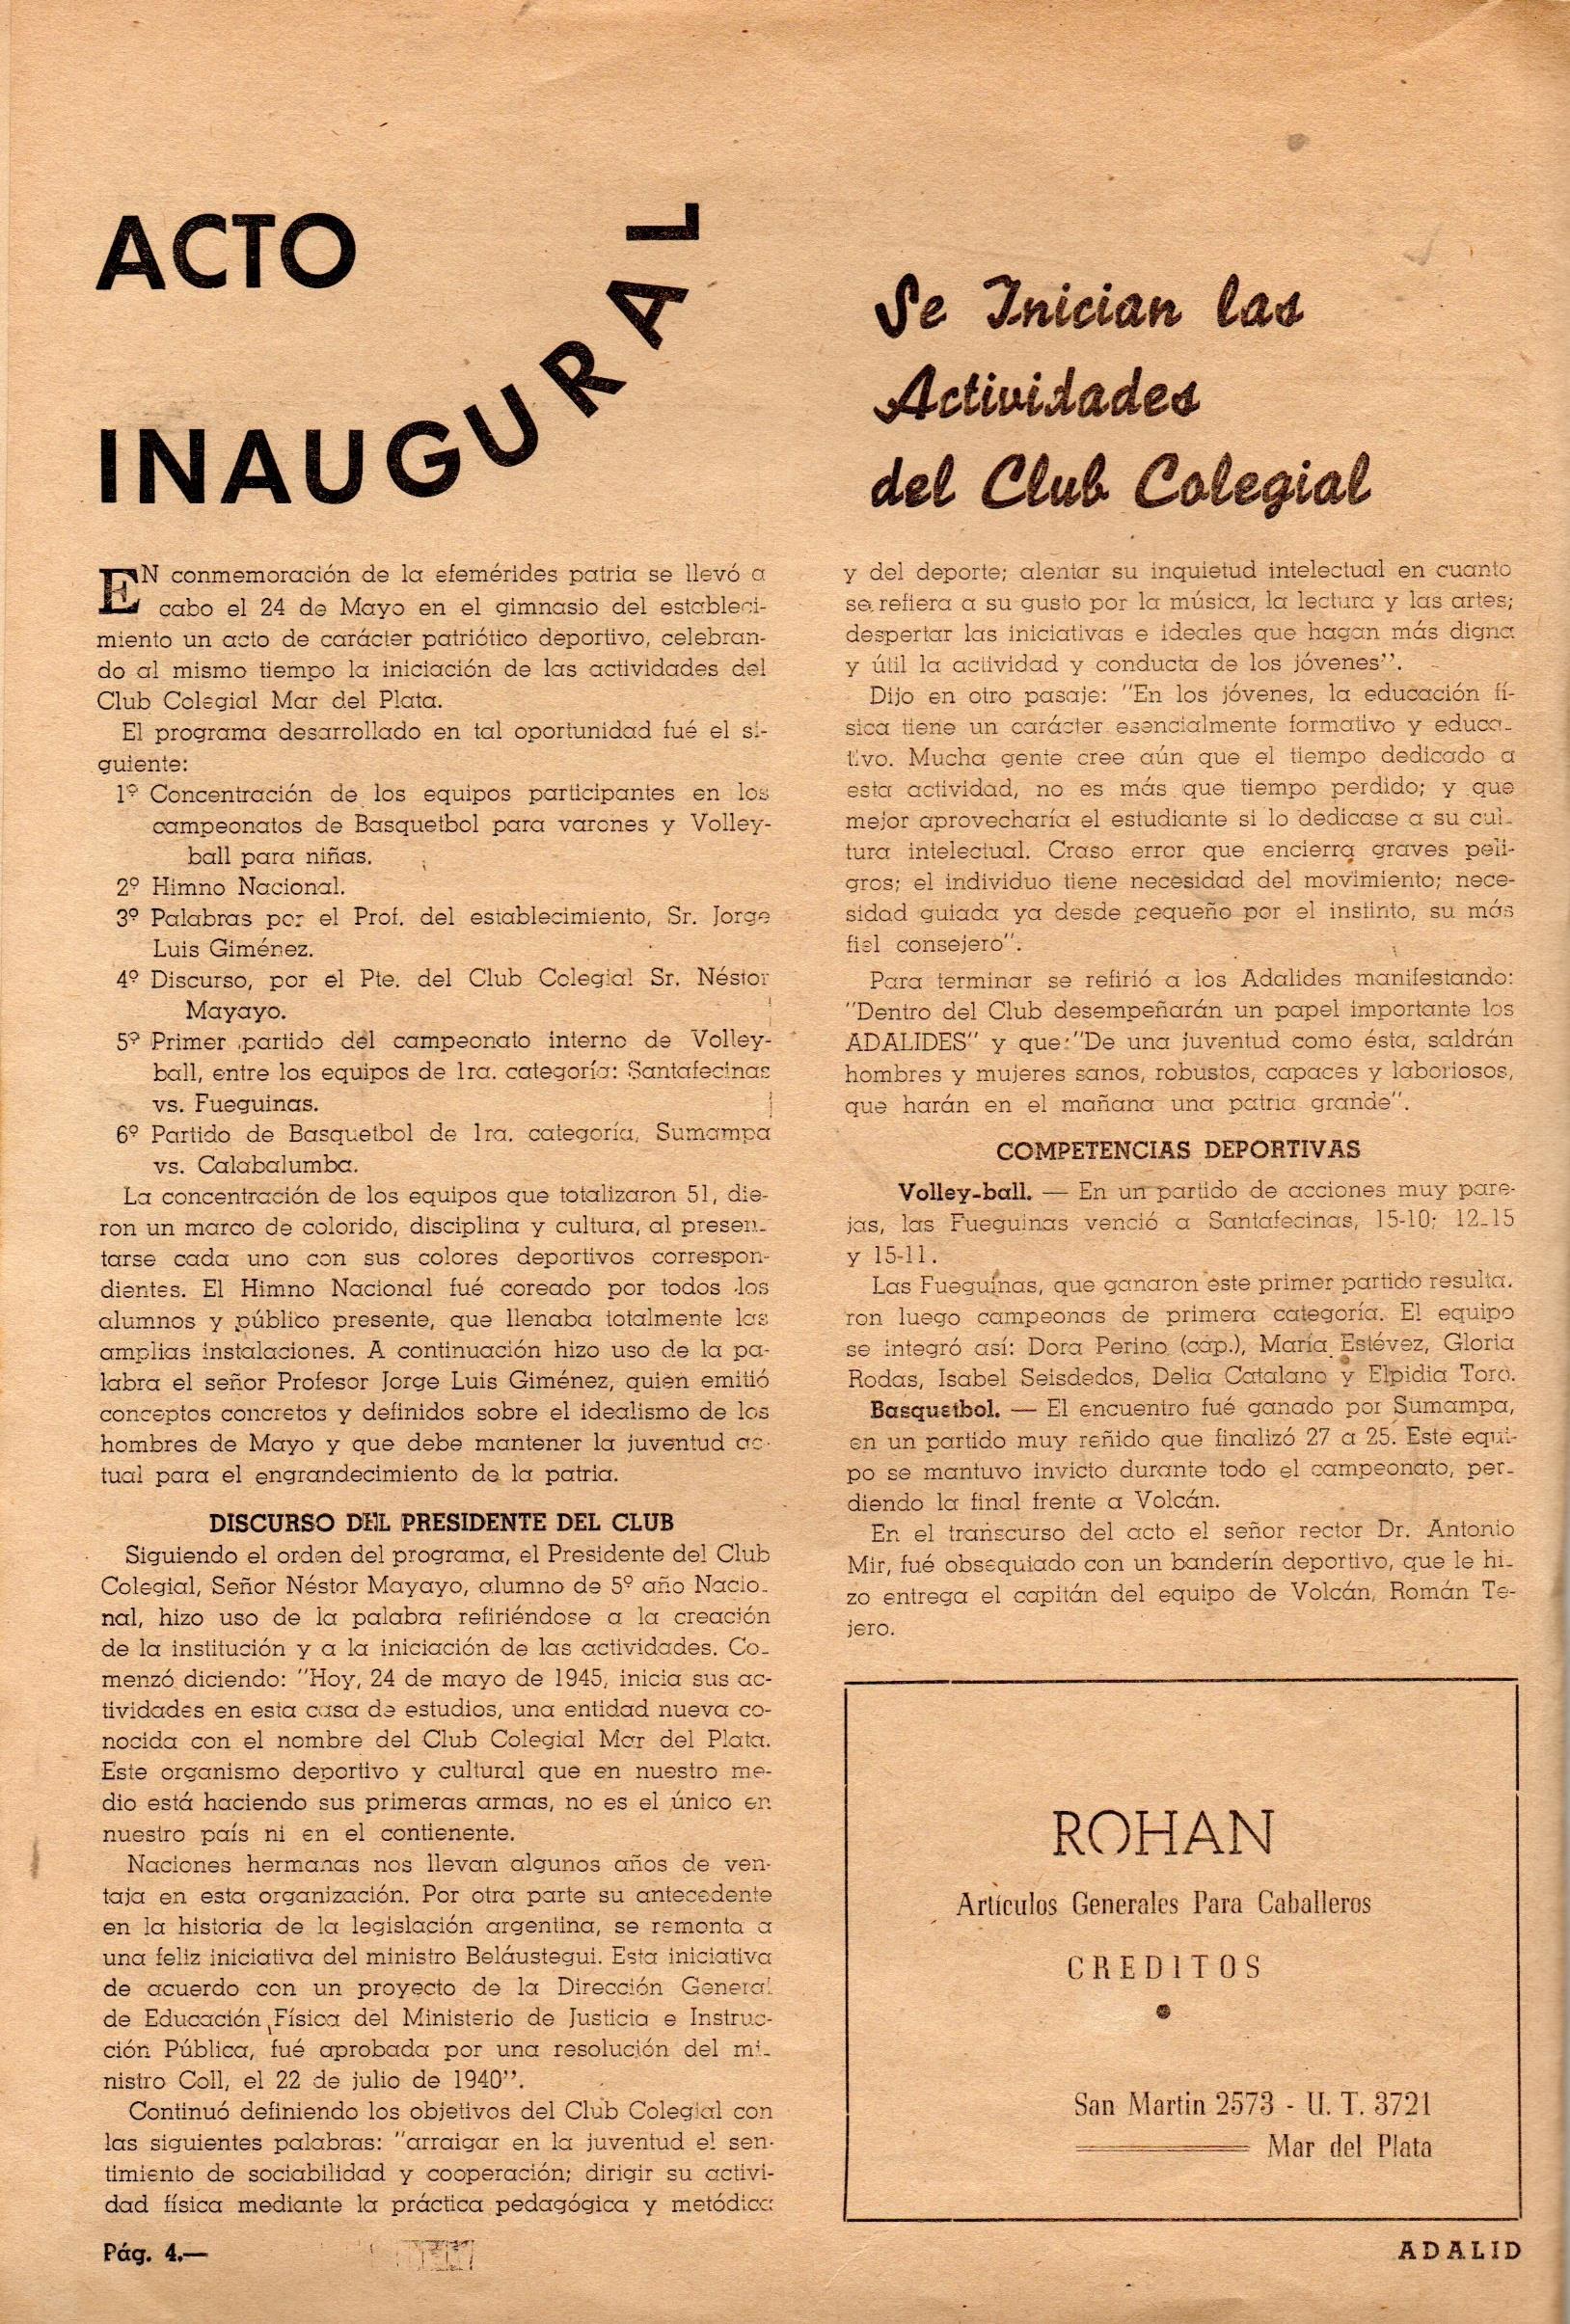 ACTO
INAUGURAL
Se Inician las
Actividades
del Club Colegial
EN conmemoración de la efemérides patria se llevó a
cabo el 24 de Mayo en el gimnasio del estableci-
miento un acto de carácter patriótico deportivo, celebran-
do al mismo tiempo la iniciación de las actividades del
Club Colegial Mar del Plata.
El programa desarrollado en tal oportunidad fué el si-
guiente:
1º Concentración de los equipos participantes en los
campeonatos de Basquetbol para varones y Volley-
ball para niñas.
2º Himno Nacional.
3º Palabras por el Prof. del establecimiento, Sr. Jorge
Luis Giménez.
4º Discurso, por el Pte. del Club Colegial Sr. Néstor
Mayayo.
5º Primer partido del campeonato interno de Volley-
ball, entre los equipos de 1ra. categoría: Santafecinas
vs. Fueguinas.
6º Partido de Basquetbol de 1ra. categoría, Sumampa
vs. Calabalumba.
La concentración de los equipos que totalizaron 51, die-
ron un marco de colorido, disciplina y cultura, al presen-
tarse cada uno con sus colores deportivos correspon-
dientes. El Himno Nacional fué coreado por todos los
alumnos y público presente, que llenaba totalmente las
amplias instalaciones. A continuación hizo uso de la pa-
labra el señor Profesor Jorge Luis Giménez, quien emitió
conceptos concretos y definidos sobre el idealismo de los
hombres de Mayo y que debe mantener la juventud ac-
tual para el engrandecimiento de la patria.
DISCURSO DEL PRESIDENTE DEL CLUB
Siguiendo el orden del programa, el Presidente del Club
Colegial, Señor Néstor Mayayo, alumno de 5º año Nacio-
nal, hizo uso de la palabra refiriéndose a la creación
de la institución y a la iniciación de las actividades. Co-
menzó diciendo: "Hoy, 24 de mayo de 1945, inicia sus ac-
tividades en esta casa de estudios, una entidad nueva co-
nocida con el nombre del Club Colegial Mar del Plata.
Este organismo deportivo y cultural que en nuestro me-
dio está haciendo sus primeras armas, no es el único en
nuestro país ni en el contienente.
Naciones hermanas nos llevan algunos años de ven-
taja en esta organización. Por otra parte su antecedente
en la historia de la legislación argentina, se remonta a
una feliz iniciativa del ministro Beláustegui. Esta iniciativa
de acuerdo con un proyecto de la Dirección General
de Educación Física del Ministerio de Justicia e Instruc-
ción Pública, fué aprobada por una resolución del mi-
nistro Coll, el 22 de julio de 1940".
Continuó definiendo los objetivos del Club Colegial con
las siguientes palabras: "arraigar en la juventud el sen-
timiento de sociabilidad y cooperación; dirigir su activi-
dad física mediante la práctica pedagógica y metódica
y del deporte; alentar su inquietud intelectual en cuanto
se refiera a su gusto por la música, la lectura y las artes;
despertar las iniciativas e ideales que hagan más digna
y útil la actividad y conducta de los jóvenes".
Dijo en otro pasaje: "En los jóvenes, la educación fí-
sica tiene un carácter esencialmente formativo y educa-
tivo. Mucha gente cree aún que el tiempo dedicado a
esta actividad, no es más que tiempo perdido; y que
mejor aprovecharía el estudiante si lo dedicase a su cul-
tura intelectual. Craso error que encierra graves peli-
gros; el individuo tiene necesidad del movimiento; nece-
sidad guiada ya desde pequeño por el instinto, su más
fiel consejero".
Para terminar se refirió a los Adalides manifestando:
"Dentro del Club desempeñarán un papel importante los
ADALIDES" y que:"De una juventud como ésta, saldrán
hombres y mujeres sanos, robustos, capaces y laboriosos,
que harán en el mañana una patria grande".
COMPETENCIAS DEPORTIVAS
Volley-ball. — En un partido de acciones muy pare-
jas, las Fueguinas venció a Santafecinas, 15-10; 12-15
y 15-11.
Las Fueguinas, que ganaron este primer partido resulta.
ron luego campeonas de primera categoría. El equipo
se integró así: Dora Perino (cap.), María Estévez, Gloria
Rodas, Isabel Seisdedos, Delia Catalano y Elpidia Toro.
Basquetbol. — El encuentro fué ganado por Sumampa,
en un partido muy reñido que finalizó 27 a 25. Este equi-
po se mantuvo invicto durante todo el campeonato, per-
diendo la final frente a Volcán.
En el transcurso del acto el señor rector Dr. Antonio
Mir, fué obsequiado con un banderín deportivo, que le hi-
zo entrega el capitán del equipo de Volcán, Román Te-
jero.
ROHAN
Artículos Generales Para Caballeros
CREDITOS
San Martin 2573 - U. T. 3721
Mar del Plata
Pág. 4.—
ADALID